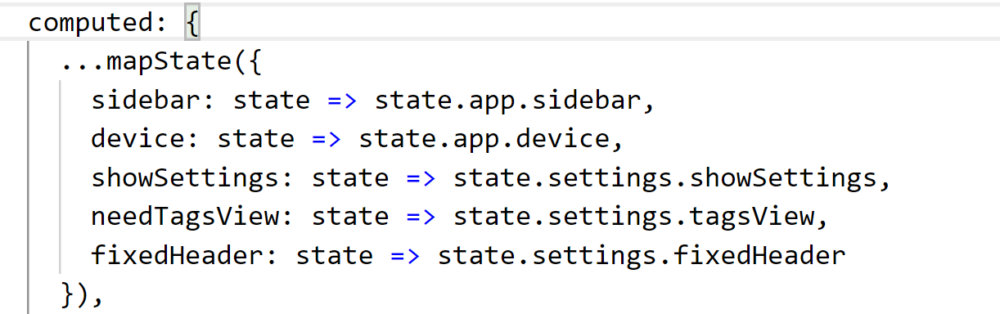 computed: {
...mapState({
sidebar: state => state.app.sidebar,
device: state => state.app.device,
showSettings: state => state.settings.showSettings,
needTagsView: state => state.settings.tagsView,
fixedHeader: state => state.settings.fixedHeader
}),